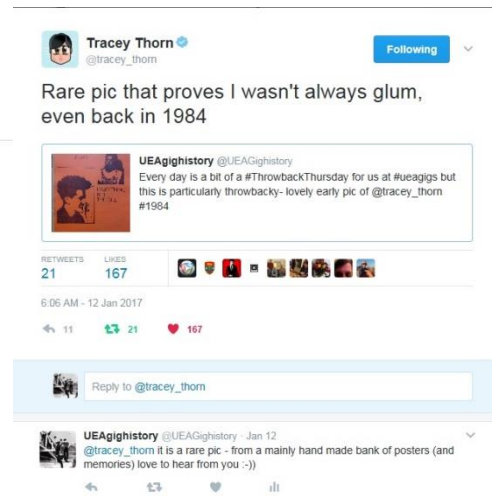 Tracey Thorn
@tracey_thorn
Following
Rare pic that proves I wasn't always glum,
even back in 1984
UEAgighistory @UEAGighistory
Every day is a bit of a #ThrowbackThursday for us at #ueagigs but
this is particularly throwbacky- lovely early pic of @tracey_thorn
#1984
RETWEETS LIKES
21 167
6:06 AM - 12 Jan 2017
11 21 167
Reply to @tracey_thorn
UEAgighistory @UEAGighistory · Jan 12
@tracey_thorn it is a rare pic - from a mainly hand made bank of posters (and
memories) love to hear from you :-))